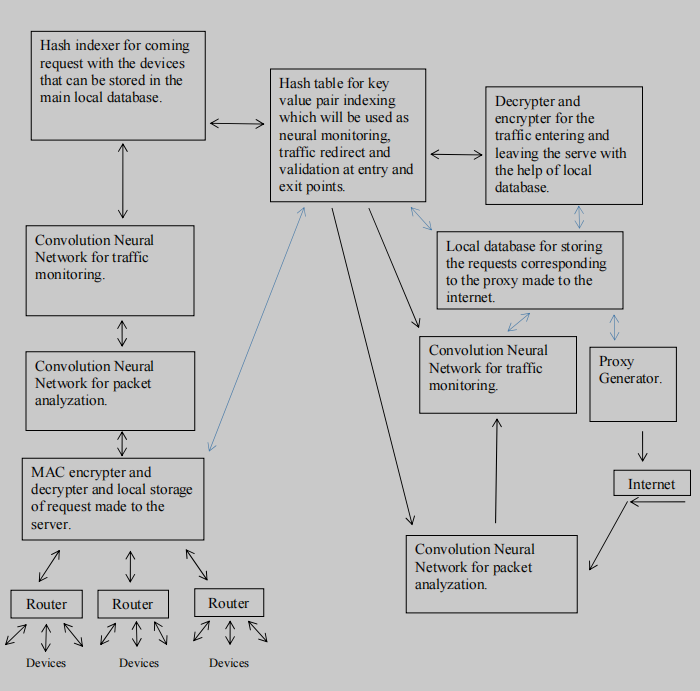 Hash indexer for coming
request with the devices
that can be stored in the
main local database.
Hash table for key
value pair indexing
which will be used as
neural monitoring,
traffic redirect and
validation at entry and
exit points.
Decrypter and
encrypter for the
traffic entering and
leaving the serve with
the help of local
database.
Convolution Neural
Network for traffic
monitoring.
Local database for storing
the requests corresponding
to the proxy made to the
internet.
Convolution Neural
Network for packet
analyzation.
Convolution Neural
Network for traffic
monitoring.
Proxy
Generator.
MAC encrypter and
decrypter and local storage
of request made to the
server.
Internet
Convolution Neural
Network for packet
analyzation.
Router
Router
Router
Devices
Devices
Devices